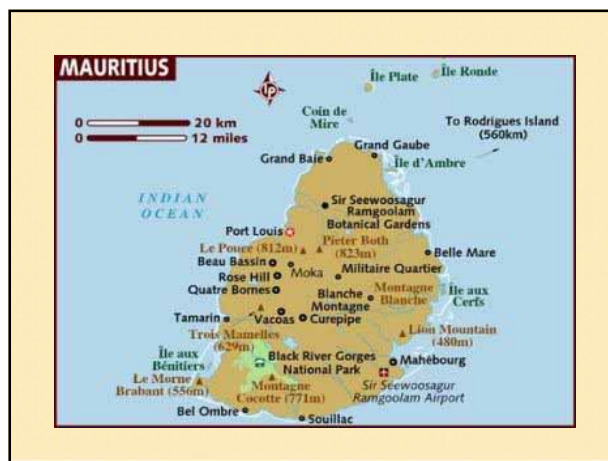 MAURITIUS
Île Plate
Île Ronde
lp
0 20 km
0 12 miles
Coin de
Mire
To Rodrigues Island
(560km)
Grand Gaube
Grand Baie
Île d'Ambre
INDIAN
OCEAN
Sir Seewoosagur
Ramgoolam
Botanical Gardens
Port Louis
Le Pouce (812m)
Pieter Both
(823m)
Belle Mare
Beau Bassin
Moka
Rose Hill
Militaire Quartier
Quatre Bornes
Blanche
Montagne
Montagne
Blanche
Île aux
Cerfs
Tamarin
Vacoas
Curepipe
Trois Mamelles
(629m)
Lion Mountain
(480m)
Île aux
Bénitiers
Black River Gorges
National Park
Mahébourg
Le Morne
Brabant (556m)
Montagne
Cocotte (771m)
Sir Seewoosagur
Ramgoolam Airport
Bel Ombre
Souillac